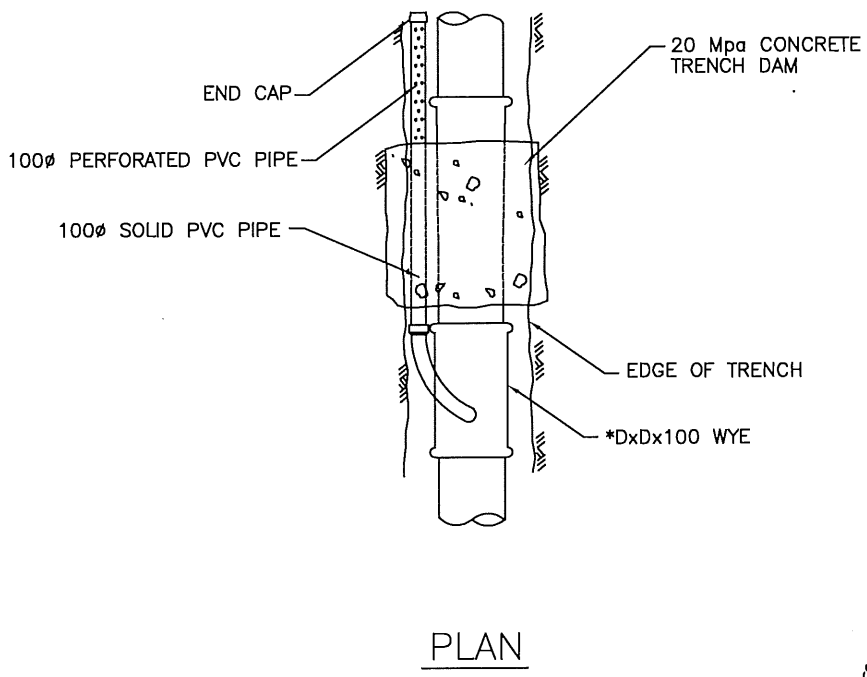 20 Mpa CONCRETE
TRENCH DAM
END CAP
100ø PERFORATED PVC PIPE
100ø SOLID PVC PIPE
EDGE OF TRENCH
*DxDx100 WYE
PLAN